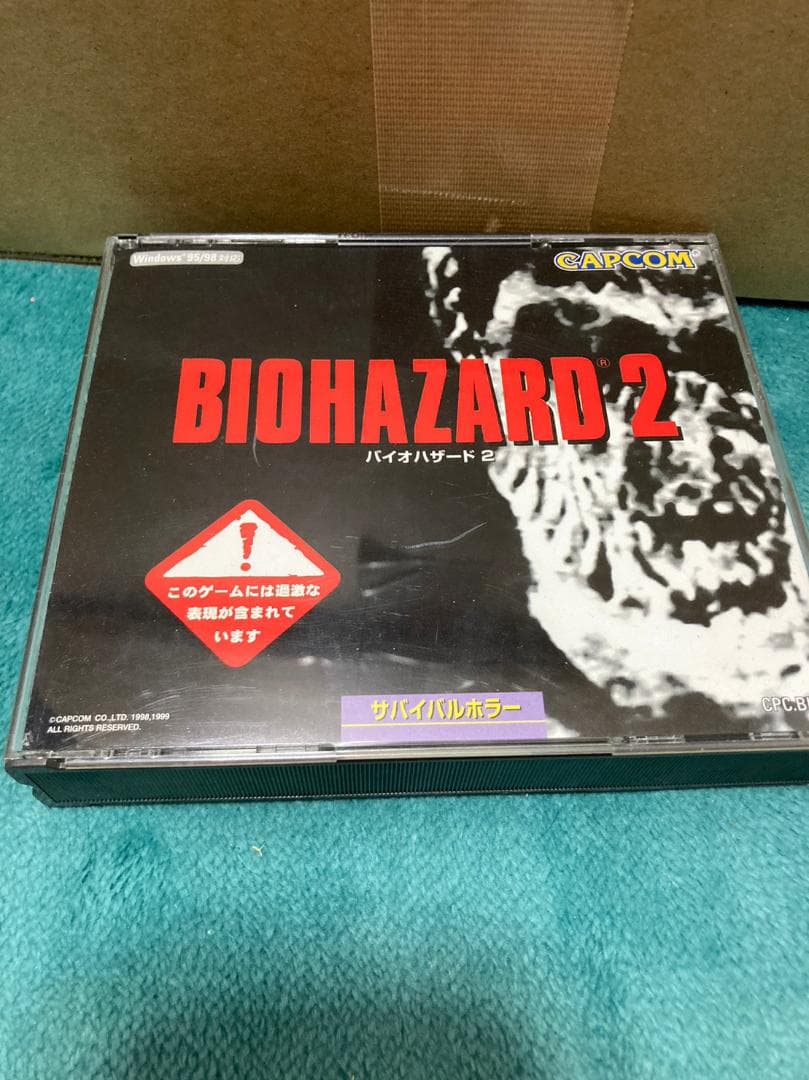 Windows® 95/98 対応
CAPCOM®
BIOHAZARD® 2
バイオハザード 2
!
このゲームには過激な
表現が含まれて
います
サバイバルホラー
©CAPCOM CO.,LTD. 1998,1999
ALL RIGHTS RESERVED.